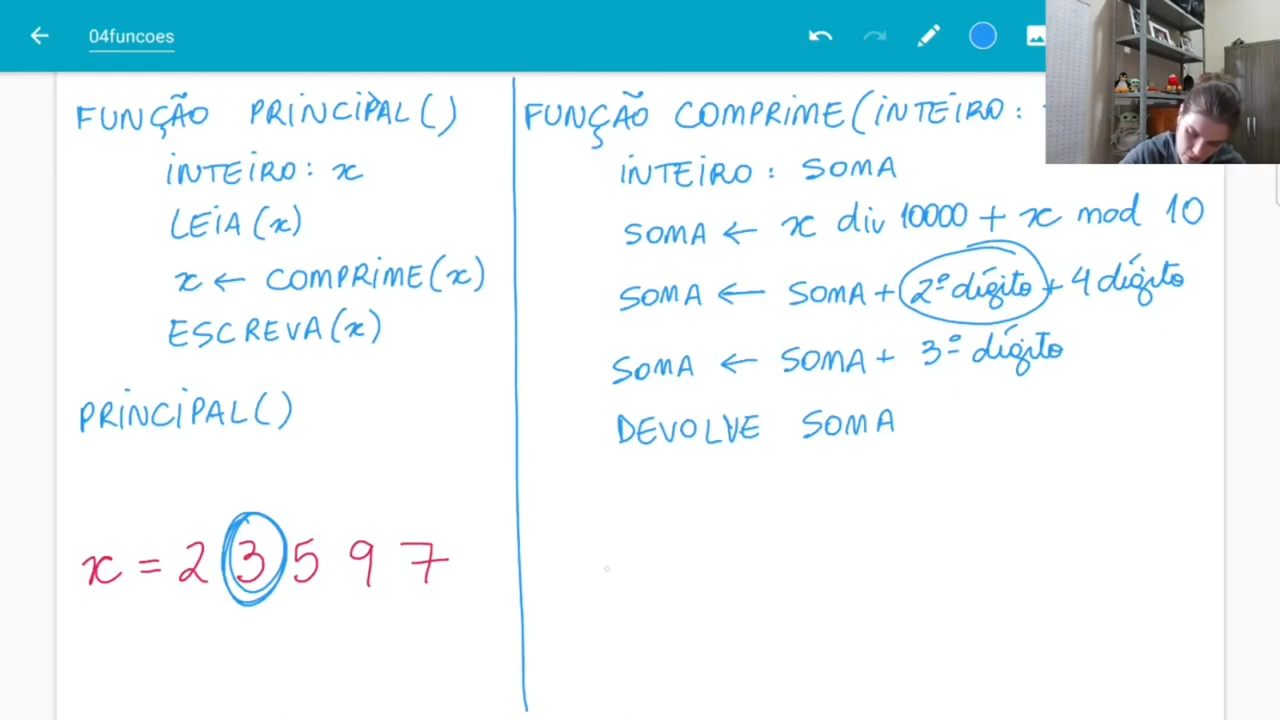 04funcoes
FUNÇÃO PRINCIPAL()
INTEIRO: x
LEIA(x)
x ← COMPRIME(x)
ESCREVA(x)
PRINCIPAL()
x = 2 3 5 9 7
FUNÇÃO COMPRIME(INTEIRO:
INTEIRO: SOMA
SOMA ← x div 10000 + x mod 10
SOMA ← SOMA + 2º dígito + 4 dígito
SOMA ← SOMA + 3º dígito
DEVOLVE SOMA